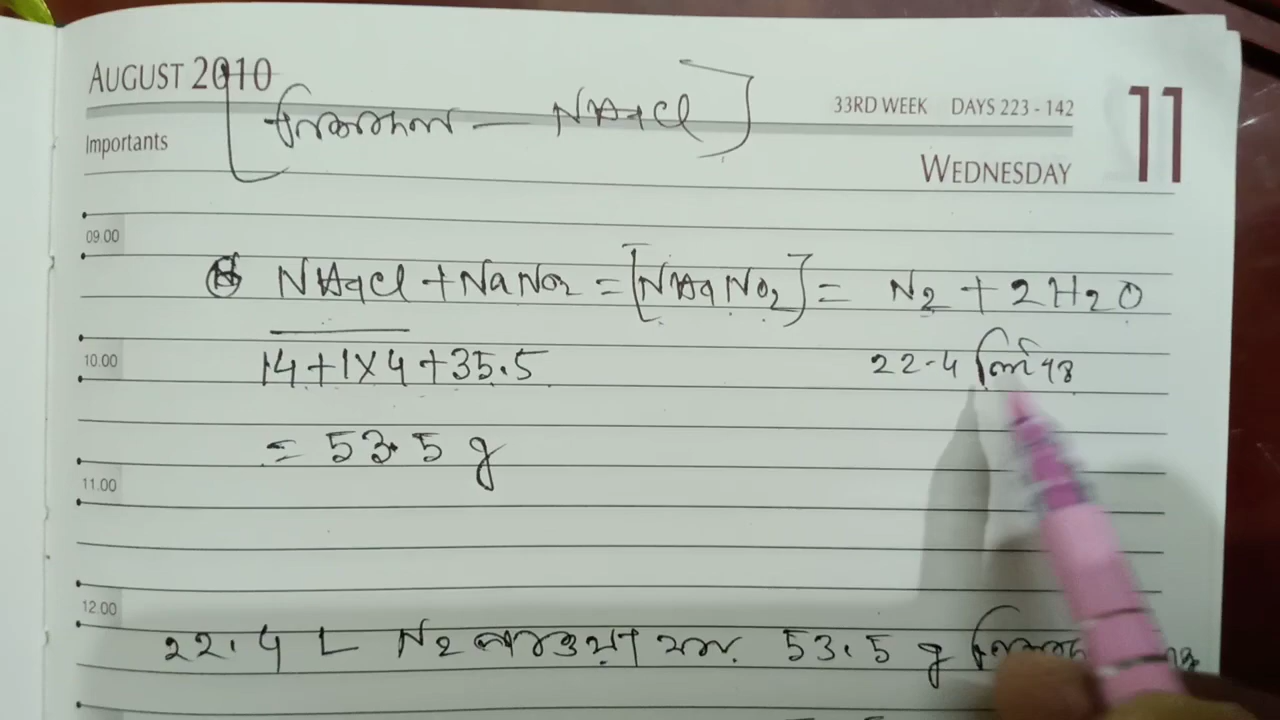 AUGUST 2010
[নিশাদল — NH4Cl]
33RD WEEK DAYS 223 - 142
11
Importants
WEDNESDAY
09.00
NH4Cl + NaNO2 = [NH4NO2] = N2 + 2H2O
10.00
14+1×4+35.5
22.4 লিটার
= 53.5 g
11.00
12.00
22.4 L N2 পাওয়া যায় 53.5 g